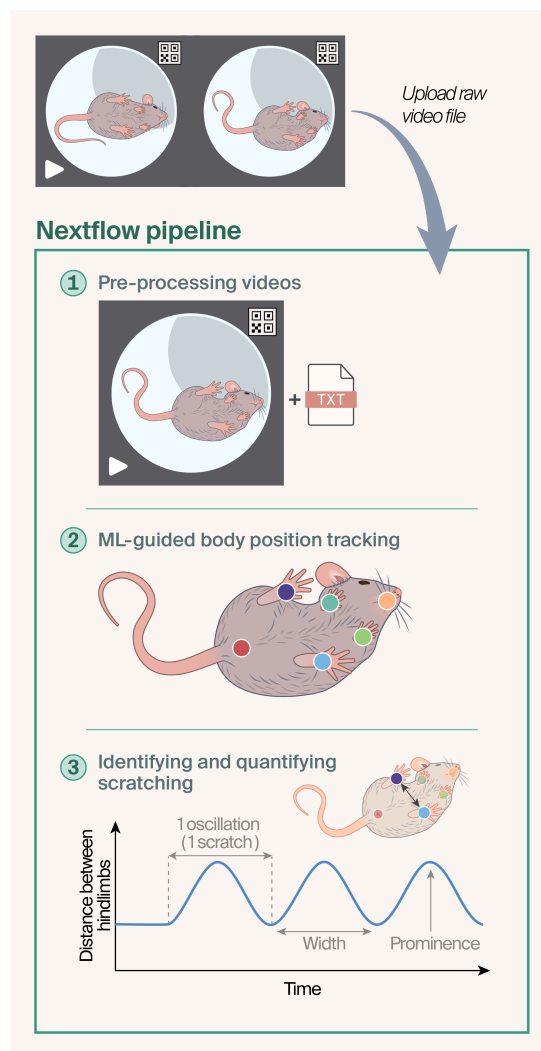 Upload raw
video file
Nextflow pipeline
1 Pre-processing videos
+
TXT
2 ML-guided body position tracking
3 Identifying and quantifying
scratching
1 oscillation
(1 scratch)
Distance between
hindlimbs
Width
Prominence
Time